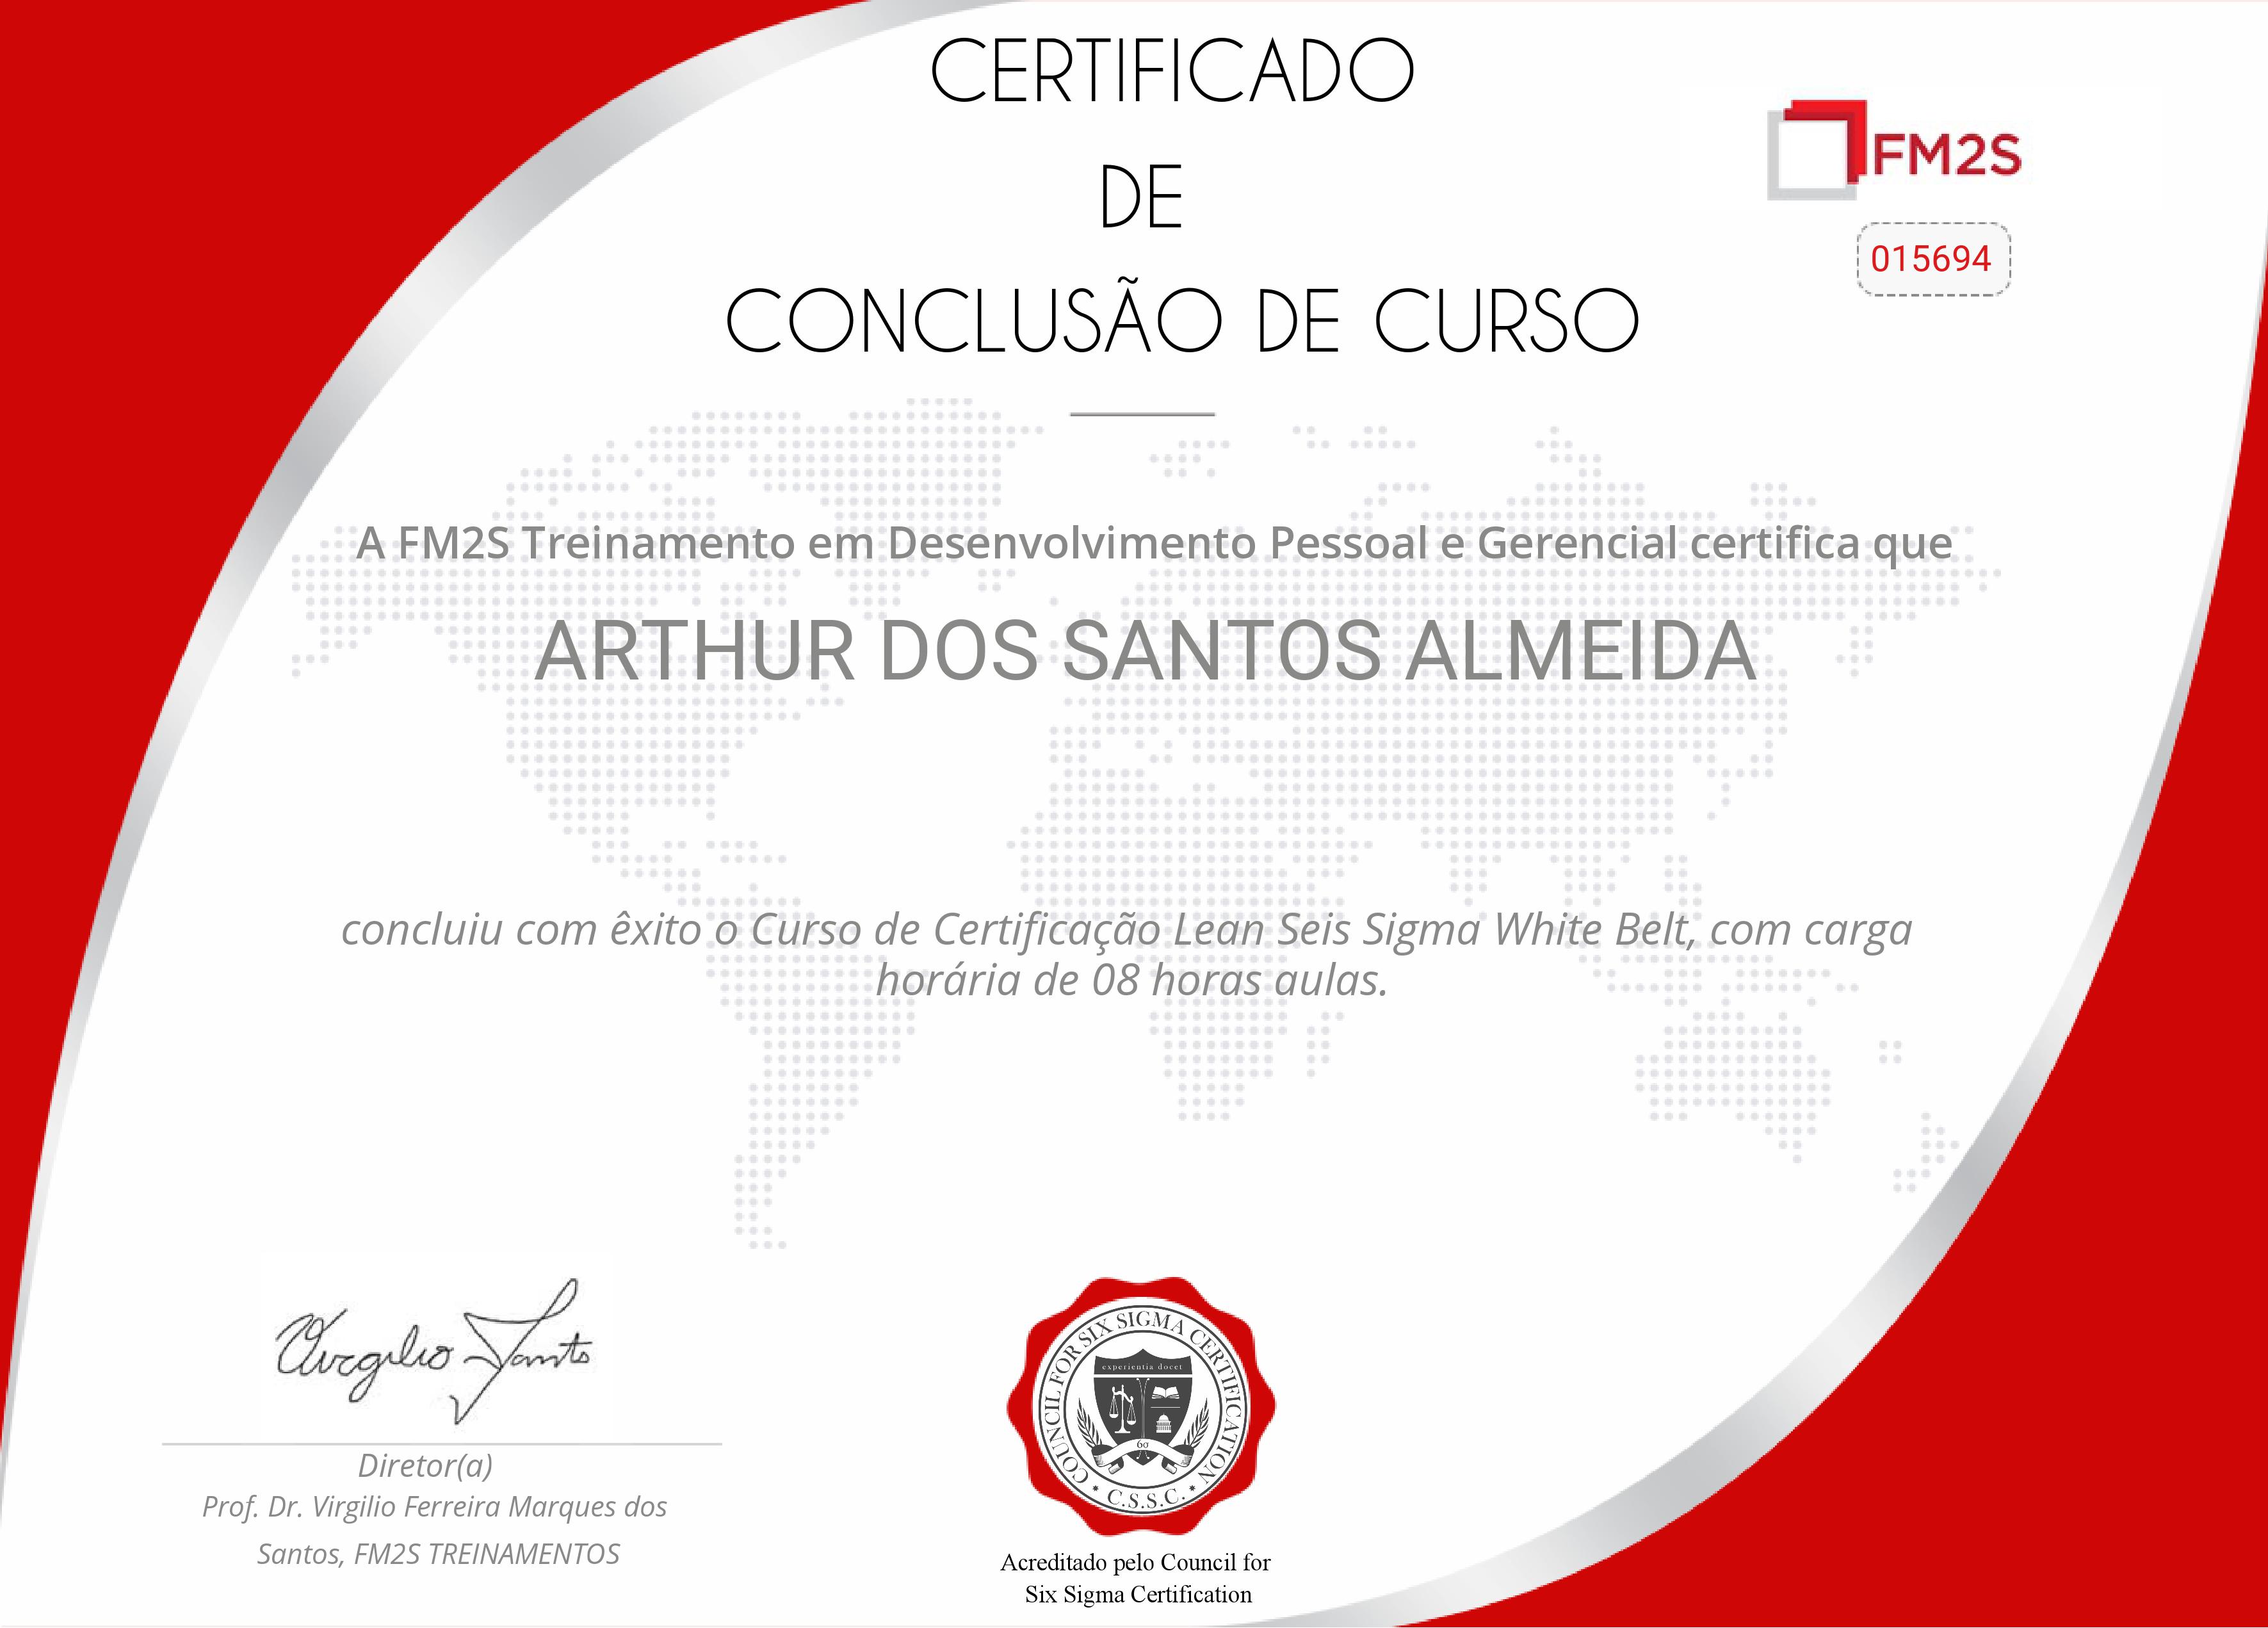 CERTIFICADO
DE
CONCLUSÃO DE CURSO
FM2S
015694
A FM2S Treinamento em Desenvolvimento Pessoal e Gerencial certifica que
ARTHUR DOS SANTOS ALMEIDA
concluiu com êxito o Curso de Certificação Lean Seis Sigma White Belt, com carga
horária de 08 horas aulas.
Virgilio Santos
Diretor(a)
Prof. Dr. Virgilio Ferreira Marques dos
Santos, FM2S TREINAMENTOS
COUNCIL FOR SIX SIGMA CERTIFICATION
experientia docet
6σ
• C.S.S.C. •
Acreditado pelo Council for
Six Sigma Certification